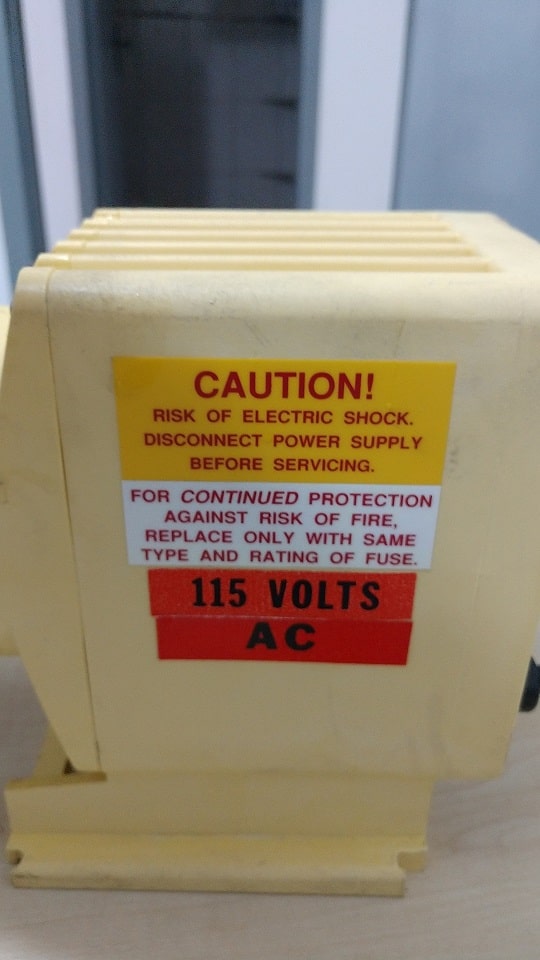 CAUTION!
RISK OF ELECTRIC SHOCK.
DISCONNECT POWER SUPPLY
BEFORE SERVICING.
FOR CONTINUED PROTECTION
AGAINST RISK OF FIRE,
REPLACE ONLY WITH SAME
TYPE AND RATING OF FUSE.
115 VOLTS
AC